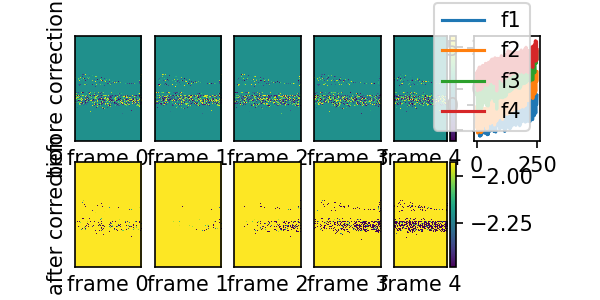 f1
f2
f3
f4
before correction
frame 0
frame 1
frame 2
frame 3
frame 4
0
250
after correction
−2.00
−2.25
frame 0
frame 1
frame 2
frame 3
frame 4